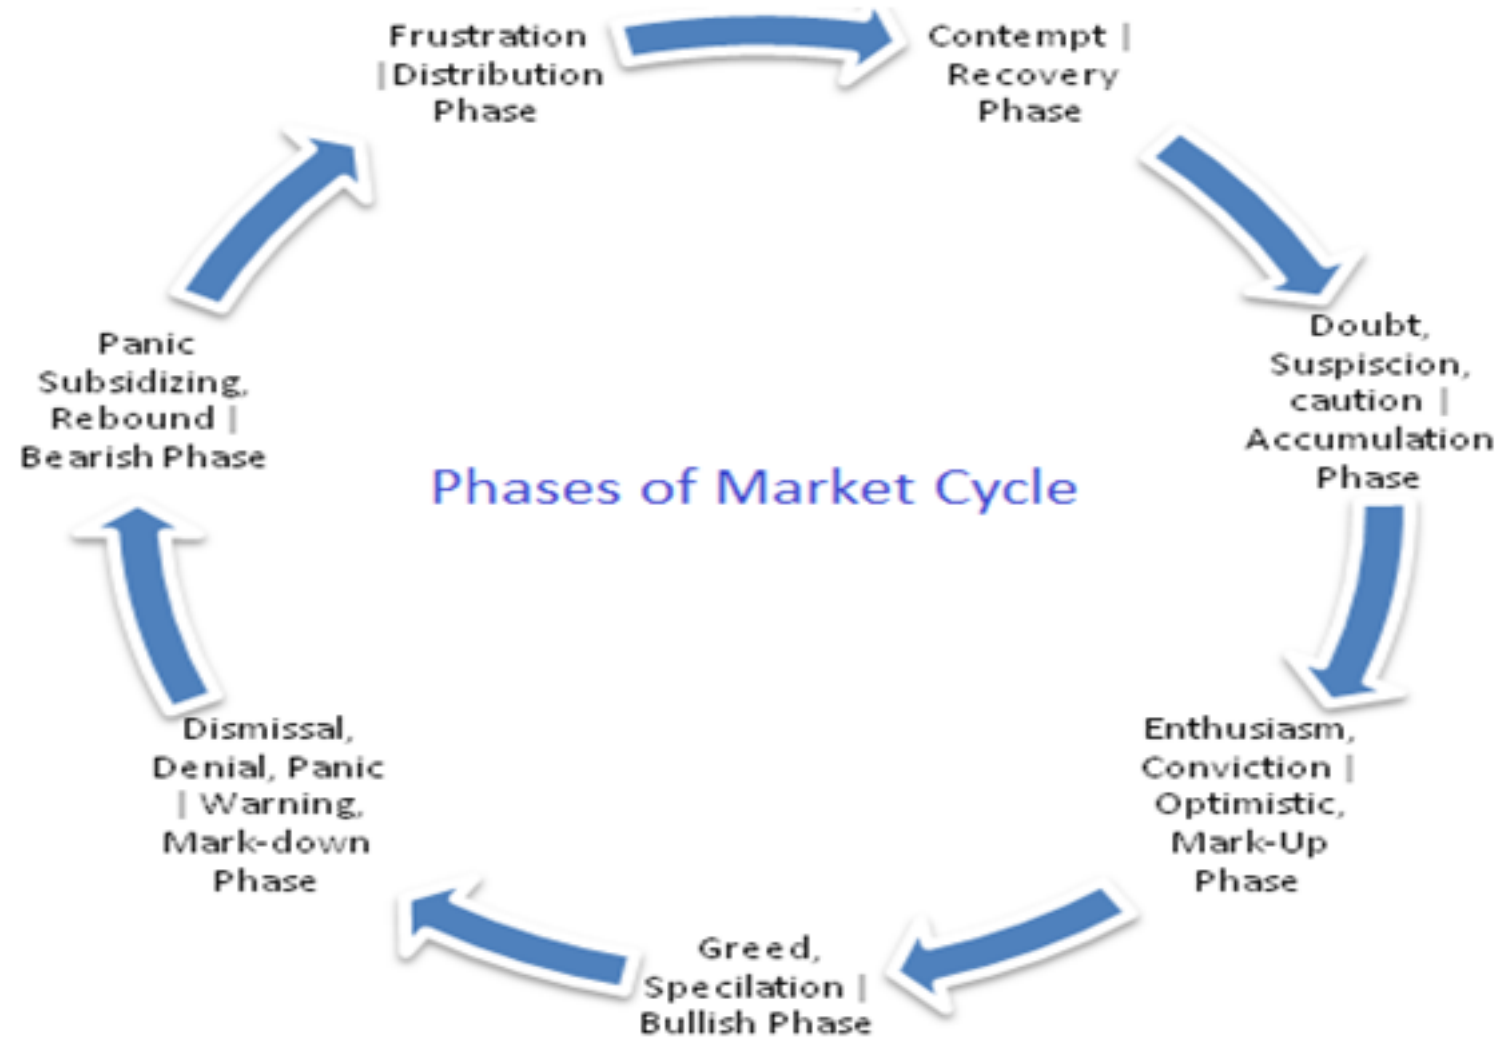 Frustration
|Distribution
Phase
Contempt |
Recovery
Phase
Doubt,
Suspiscion,
caution |
Accumulation
Phase
Enthusiasm,
Conviction |
Optimistic,
Mark-Up
Phase
Greed,
Specilation |
Bullish Phase
Dismissal,
Denial, Panic
| Warning,
Mark-down
Phase
Panic
Subsidizing,
Rebound |
Bearish Phase
Phases of Market Cycle